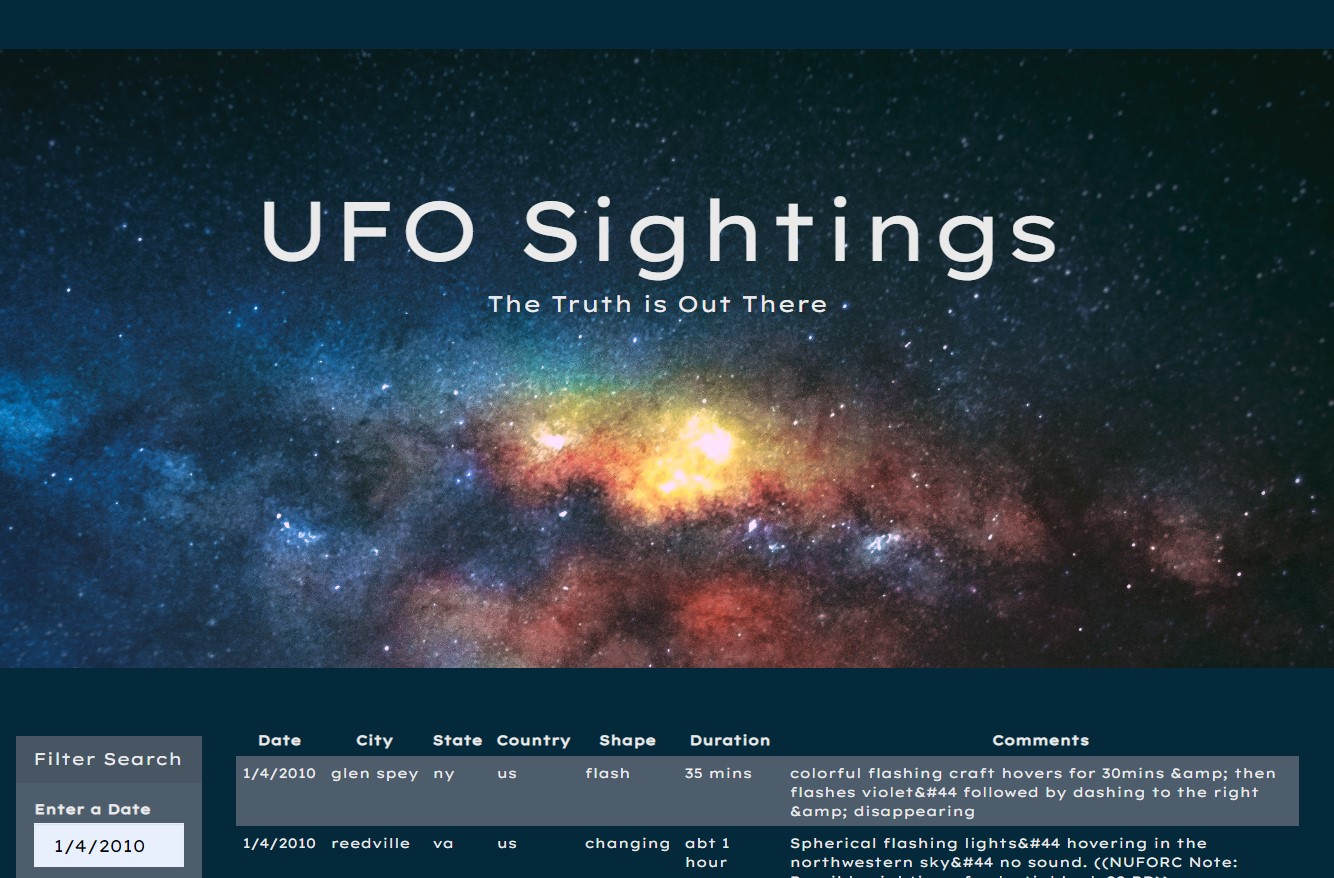 UFO Sightings
The Truth is Out There
Filter Search
Enter a Date
1/4/2010
Date City State Country Shape Duration Comments
1/4/2010 glen spey ny us flash 35 mins colorful flashing craft hovers for 30mins &amp; then
flashes violet&#44 followed by dashing to the right
&amp; disappearing
1/4/2010 reedville va us changing abt 1 Spherical flashing lights&#44 hovering in the
hour northwestern sky&#44 no sound. ((NUFORC Note: